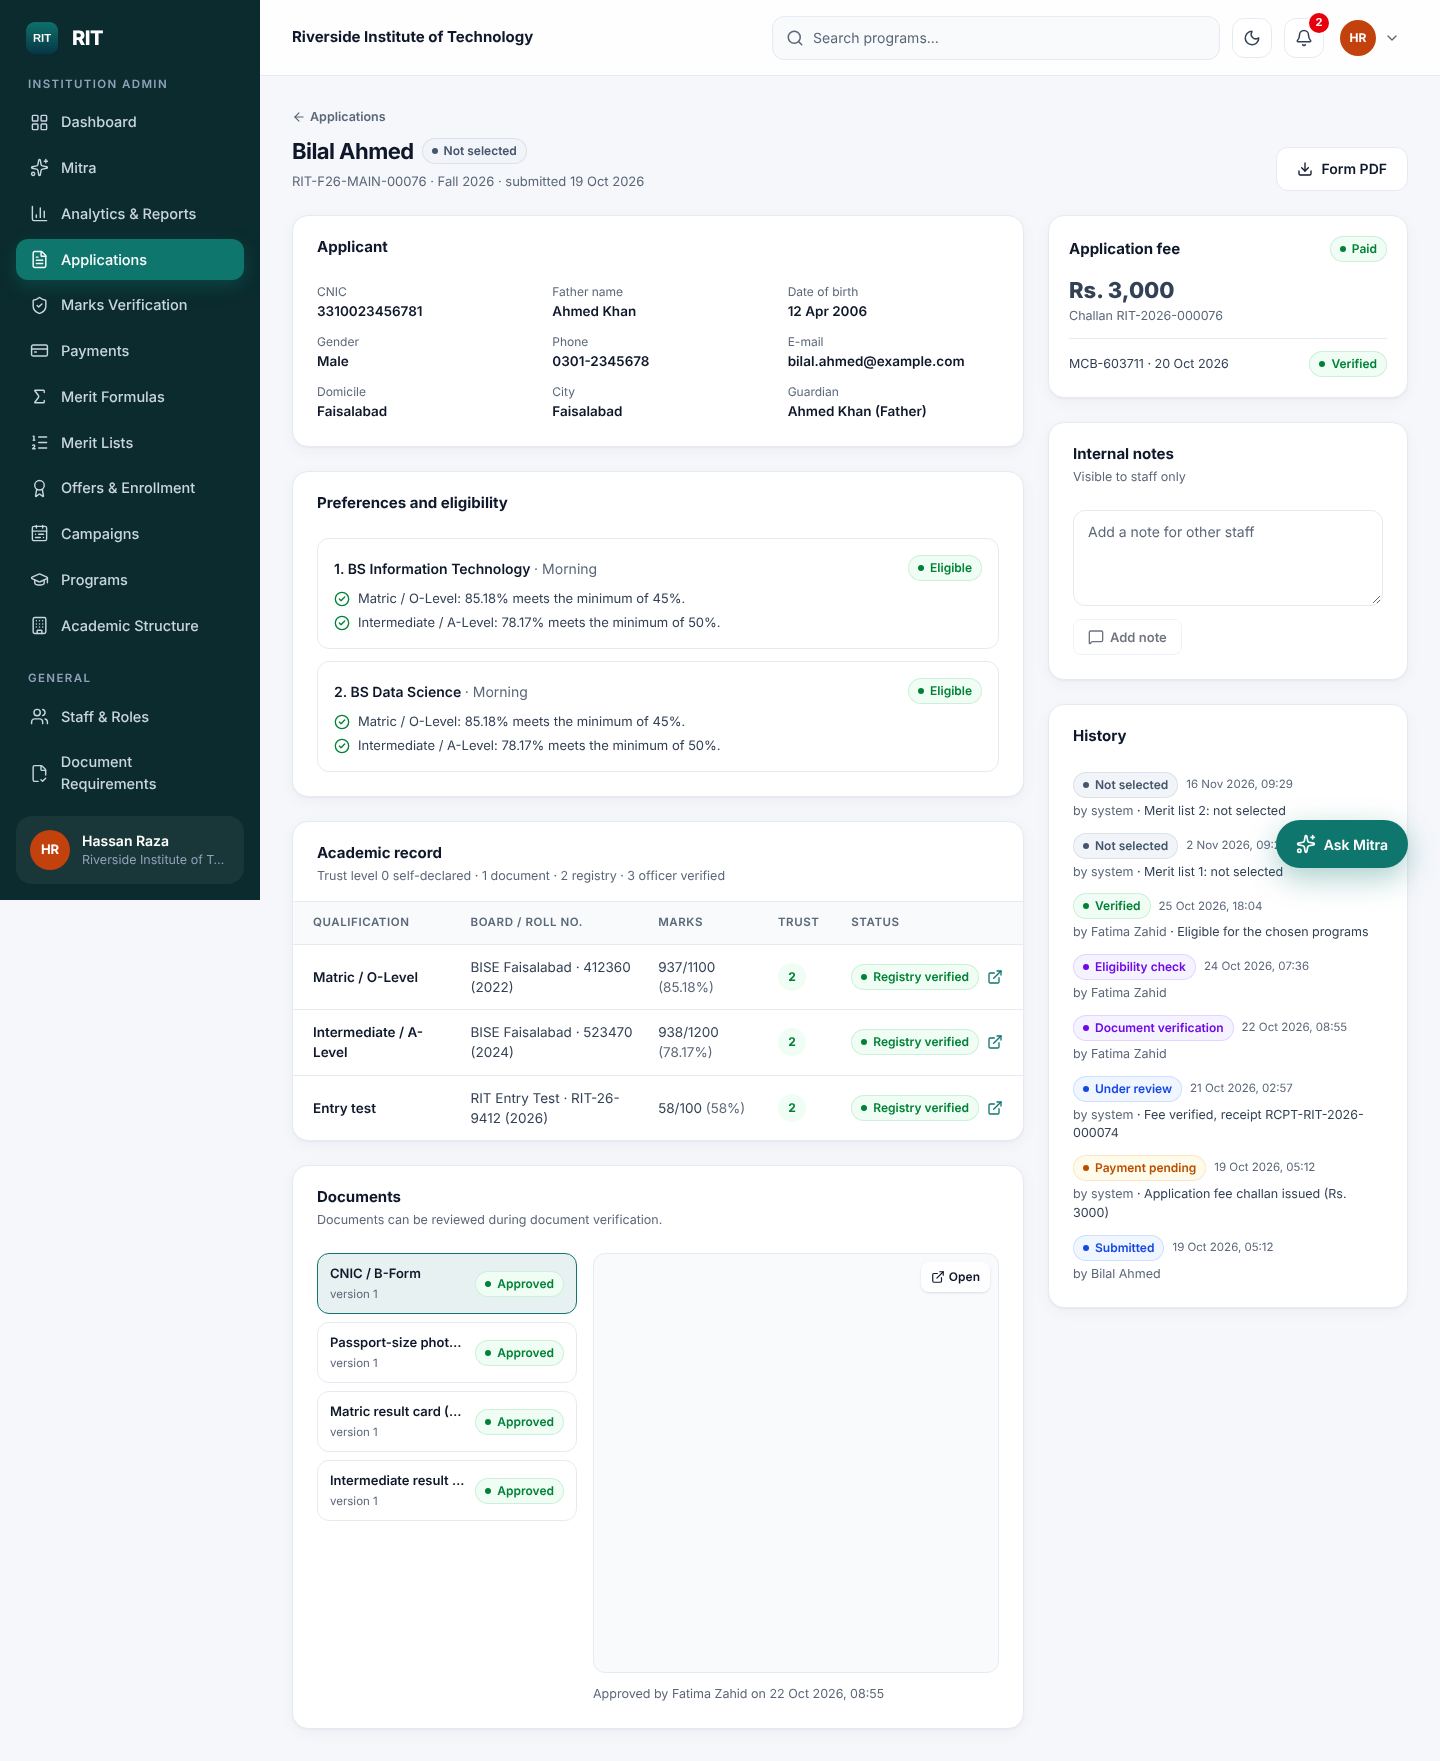 RIT RIT
INSTITUTION ADMIN
Dashboard
Mitra
Analytics & Reports
Applications
Marks Verification
Payments
Merit Formulas
Merit Lists
Offers & Enrollment
Campaigns
Programs
Academic Structure
GENERAL
Staff & Roles
Document
Requirements
HR
Hassan Raza
Riverside Institute of T...
Riverside Institute of Technology
Search programs...
2
HR
Applications
Bilal Ahmed
Not selected
RIT-F26-MAIN-00076 · Fall 2026 · submitted 19 Oct 2026
Form PDF
Applicant
CNIC
3310023456781
Father name
Ahmed Khan
Date of birth
12 Apr 2006
Gender
Male
Phone
0301-2345678
E-mail
bilal.ahmed@example.com
Domicile
Faisalabad
City
Faisalabad
Guardian
Ahmed Khan (Father)
Preferences and eligibility
1. BS Information Technology · Morning
Eligible
Matric / O-Level: 85.18% meets the minimum of 45%.
Intermediate / A-Level: 78.17% meets the minimum of 50%.
2. BS Data Science · Morning
Eligible
Matric / O-Level: 85.18% meets the minimum of 45%.
Intermediate / A-Level: 78.17% meets the minimum of 50%.
Academic record
Trust level 0 self-declared · 1 document · 2 registry · 3 officer verified
QUALIFICATION BOARD / ROLL NO. MARKS TRUST STATUS
Matric / O-Level
BISE Faisalabad · 412360
(2022)
937/1100
(85.18%)
2
Registry verified
Intermediate / A-
Level
BISE Faisalabad · 523470
(2024)
938/1200
(78.17%)
2
Registry verified
Entry test
RIT Entry Test · RIT-26-
9412 (2026)
58/100 (58%)
2
Registry verified
Documents
Documents can be reviewed during document verification.
CNIC / B-Form
version 1
Approved
Passport-size phot...
version 1
Approved
Matric result card (...
version 1
Approved
Intermediate result ...
version 1
Approved
Open
Approved by Fatima Zahid on 22 Oct 2026, 08:55
Application fee
Paid
Rs. 3,000
Challan RIT-2026-000076
MCB-603711 · 20 Oct 2026
Verified
Internal notes
Visible to staff only
Add a note for other staff
Add note
History
Not selected 16 Nov 2026, 09:29
by system · Merit list 2: not selected
Not selected 2 Nov 2026,
by system · Merit list 1: not selected
Ask Mitra
Verified 25 Oct 2026, 18:04
by Fatima Zahid · Eligible for the chosen programs
Eligibility check 24 Oct 2026, 07:36
by Fatima Zahid
Document verification 22 Oct 2026, 08:55
by Fatima Zahid
Under review 21 Oct 2026, 02:57
by system · Fee verified, receipt RCPT-RIT-2026-
000074
Payment pending 19 Oct 2026, 05:12
by system · Application fee challan issued (Rs.
3000)
Submitted 19 Oct 2026, 05:12
by Bilal Ahmed